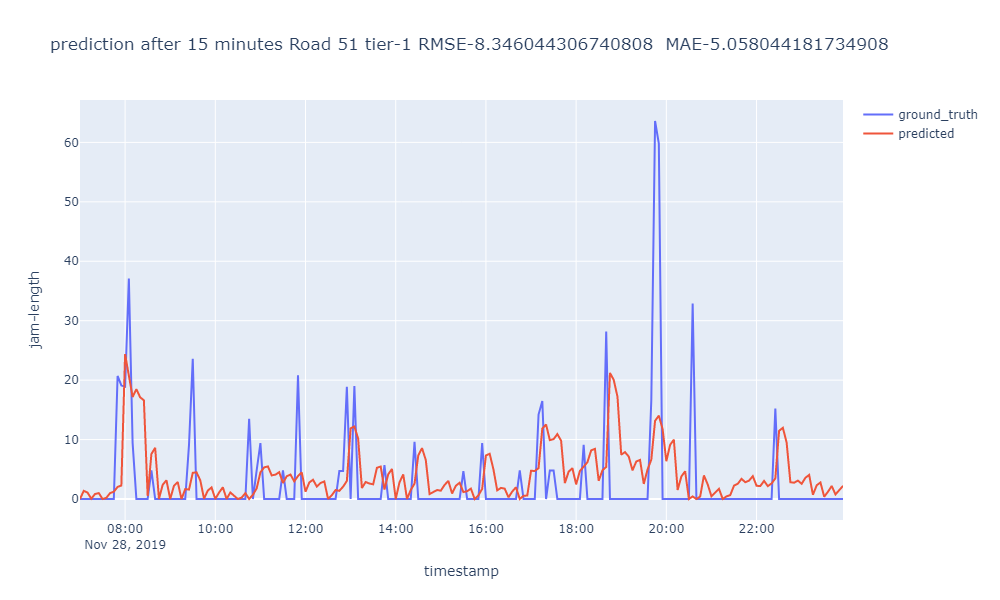 prediction after 15 minutes Road 51 tier-1 RMSE-8.346044306740808  MAE-5.058044181734908
ground_truth
predicted
60
50
40
30
20
10
0
jam-length
08:00 10:00 12:00 14:00 16:00 18:00 20:00 22:00
Nov 28, 2019
timestamp